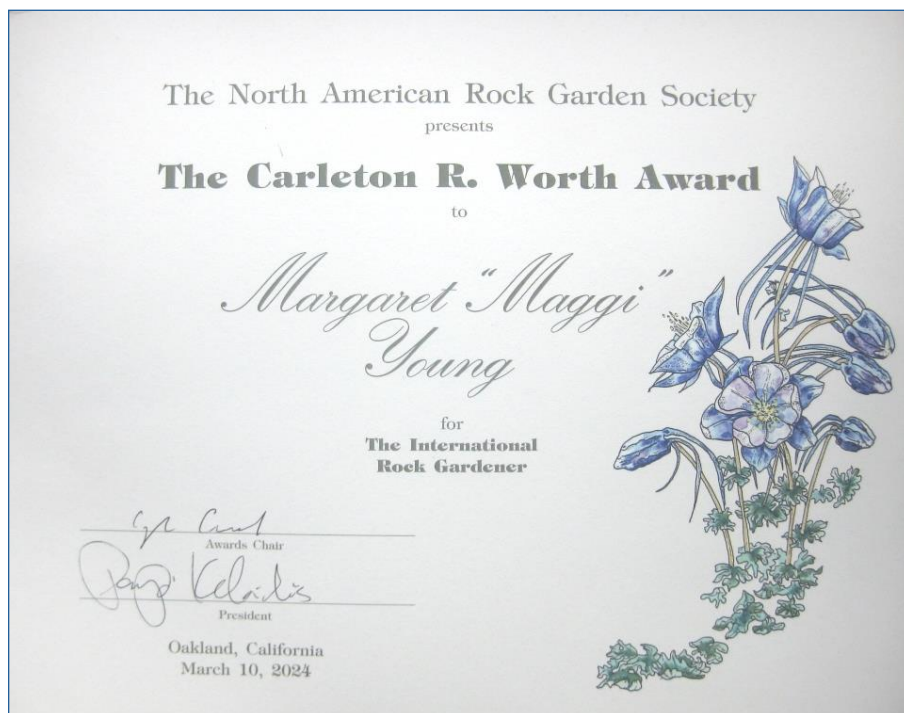 The North American Rock Garden Society
presents
The Carleton R. Worth Award
to
Margaret "Maggi"
Young
for
The International
Rock Gardener
Awards Chair
President
Oakland, California
March 10, 2024